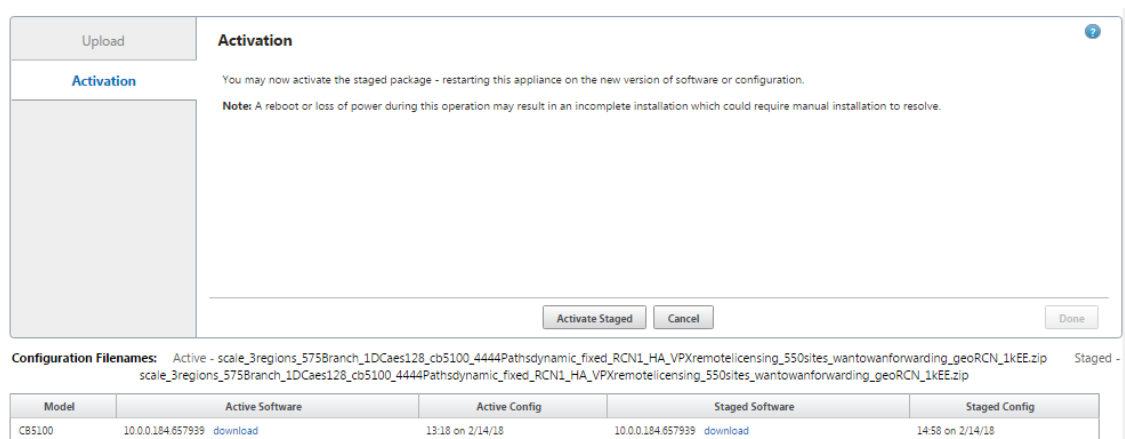 Upload
Activation
Activation
You may now activate the staged package - restarting this appliance on the new version of software or configuration.
Note: A reboot or loss of power during this operation may result in an incomplete installation which could require manual installation to resolve.
?
Activate Staged
Cancel
Done
Configuration Filenames: Active - scale_3regions_575Branch_1DCaes128_cb5100_4444Pathsdynamic_fixed_RCN1_HA_VPXremotelicensing_550sites_wantowanforwarding_geoRCN_1kEE.zip Staged -
scale_3regions_575Branch_1DCaes128_cb5100_4444Pathsdynamic_fixed_RCN1_HA_VPXremotelicensing_550sites_wantowanforwarding_geoRCN_1kEE.zip
Model Active Software Active Config Staged Software Staged Config
CB5100 10.0.0.184.657939 download 13:18 on 2/14/18 10.0.0.184.657939 download 14:58 on 2/14/18